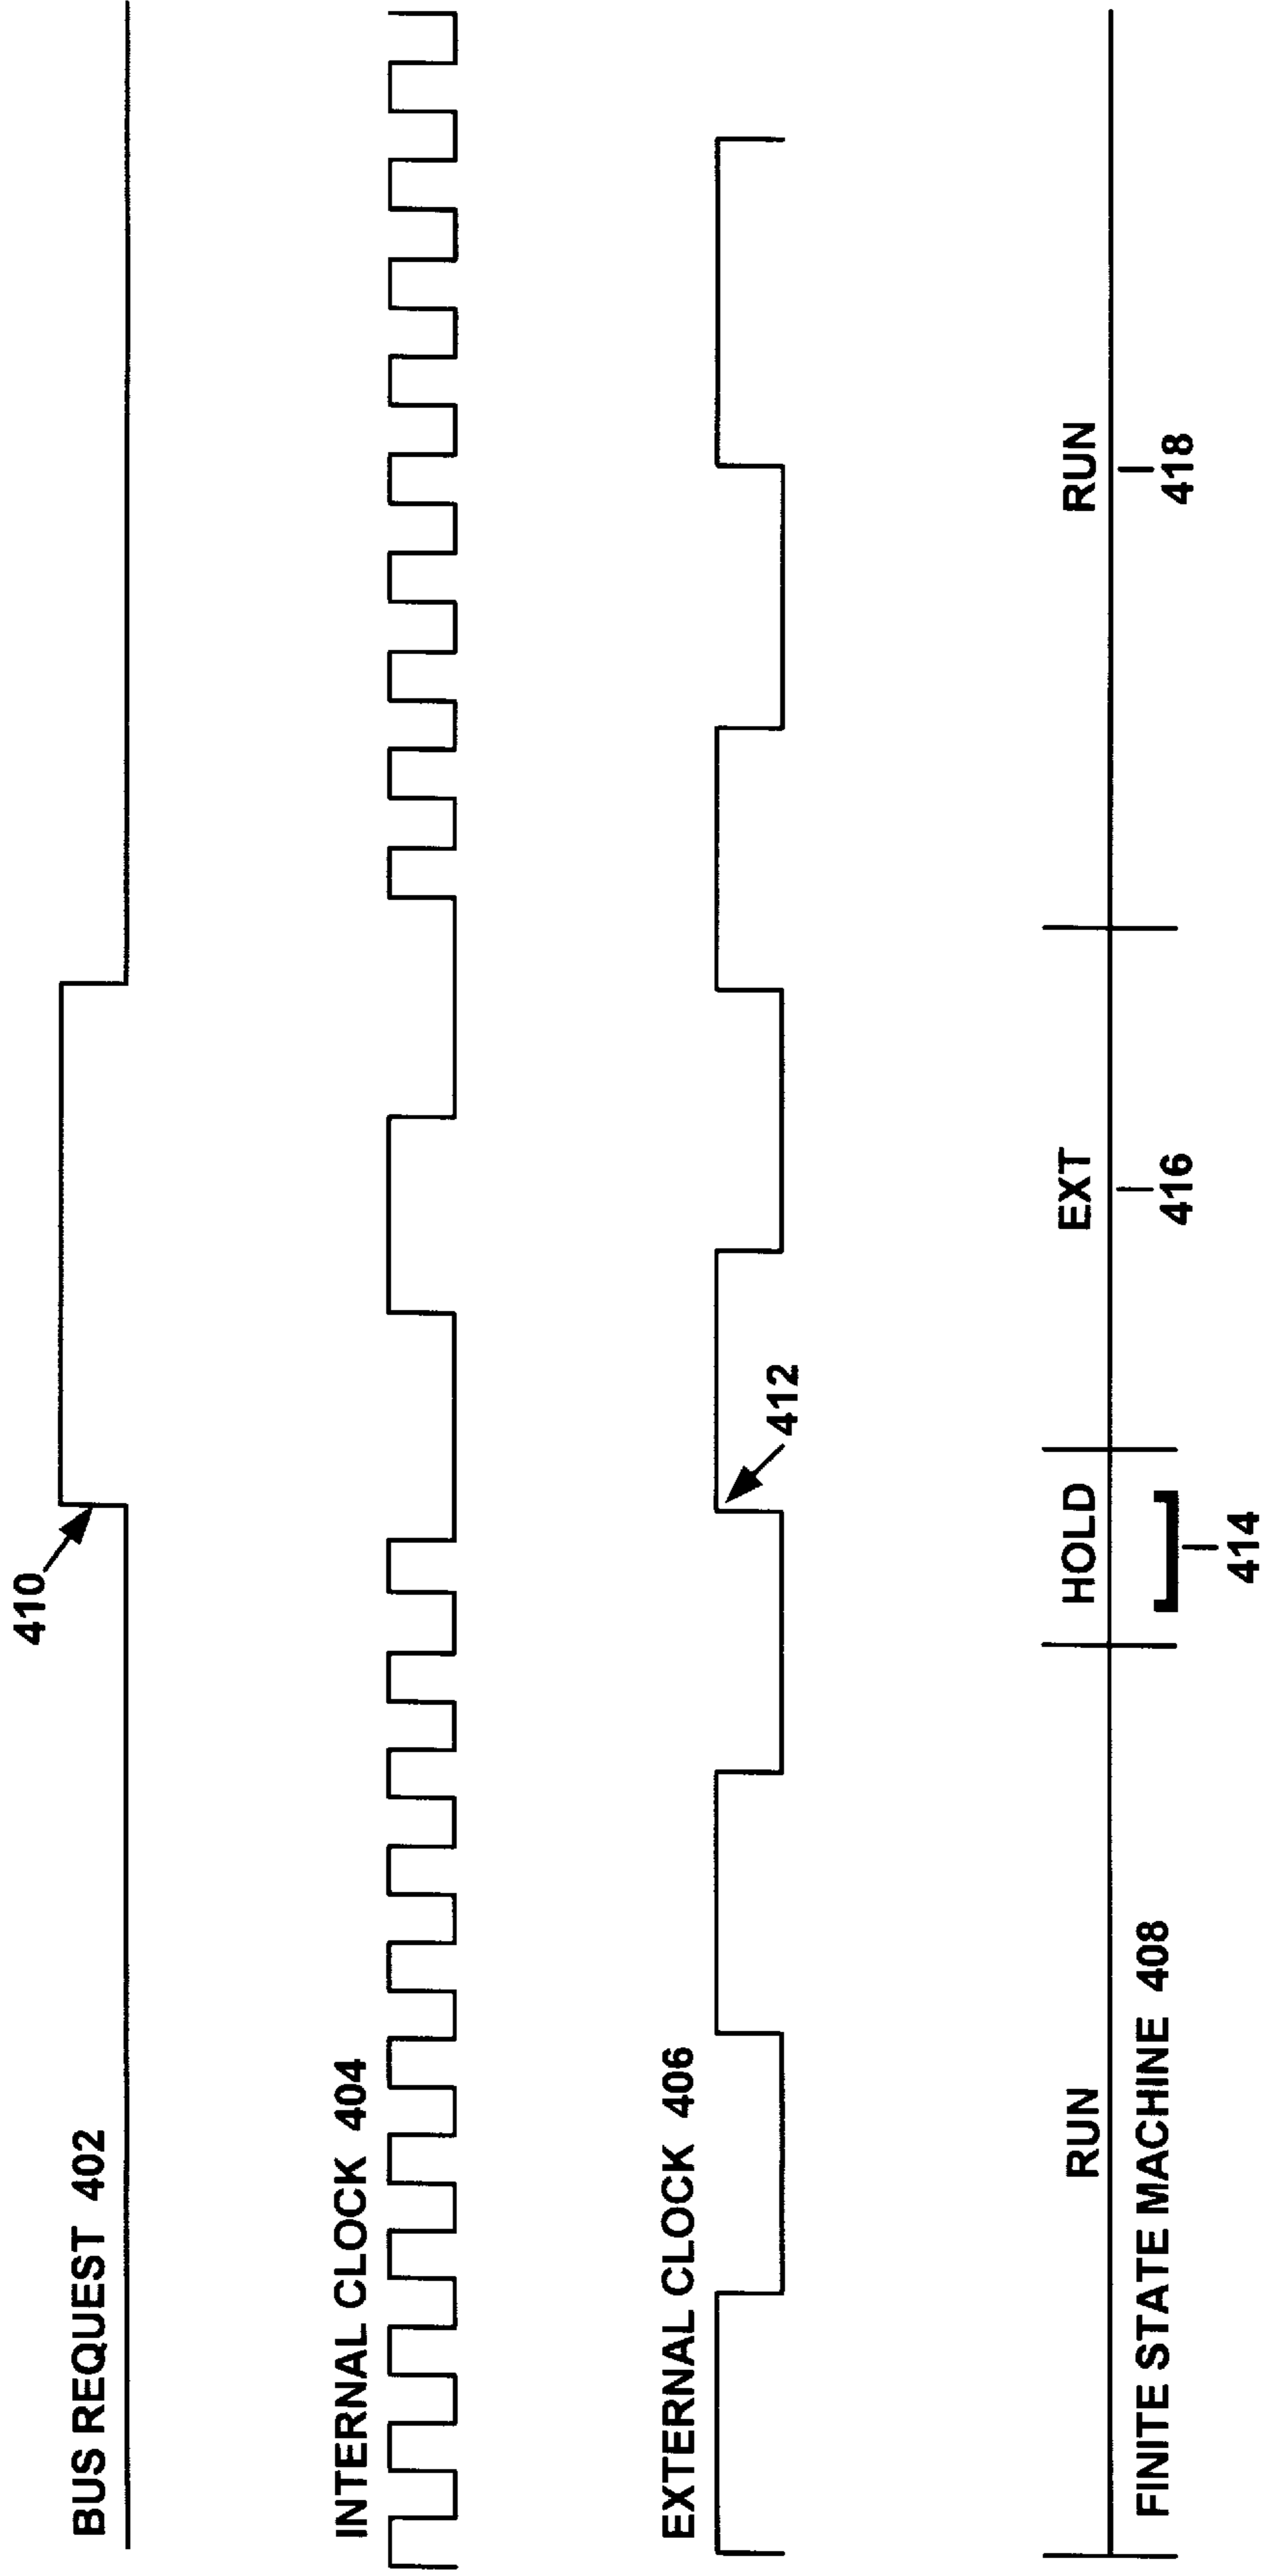 BUS REQUEST 402
410
INTERNAL CLOCK 404
EXTERNAL CLOCK 406
412
RUN
HOLD
EXT
RUN
FINITE STATE MACHINE 408
414
416
418